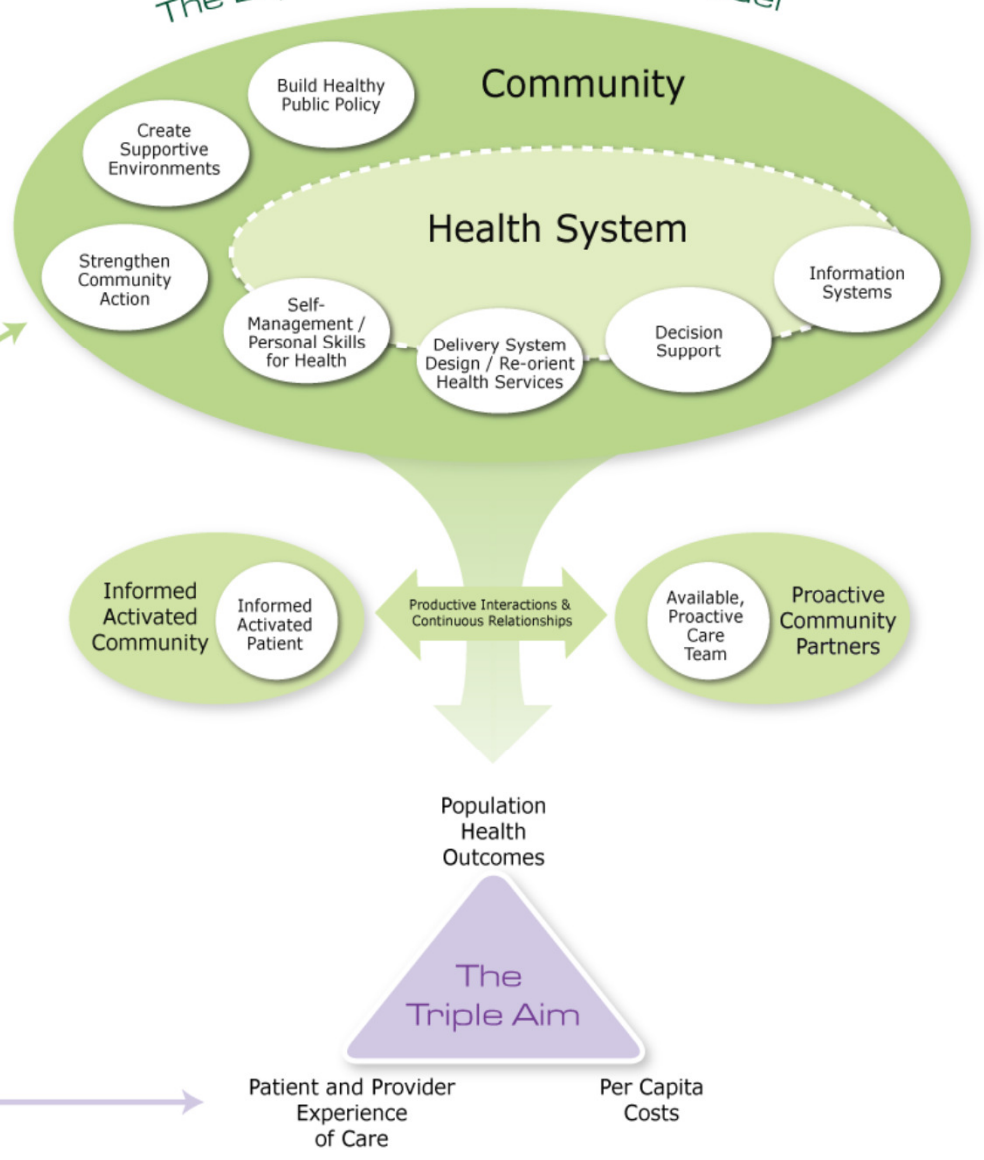 The
Community
Build Healthy
Public Policy
Create
Supportive
Environments
Strengthen
Community
Action
Health System
Self-
Management /
Personal Skills
for Health
Delivery System
Design / Re-orient
Health Services
Decision
Support
Information
Systems
Informed
Activated
Community
Informed
Activated
Patient
Productive Interactions &
Continuous Relationships
Available,
Proactive
Care
Team
Proactive
Community
Partners
Population
Health
Outcomes
The
Triple Aim
Patient and Provider
Experience
of Care
Per Capita
Costs